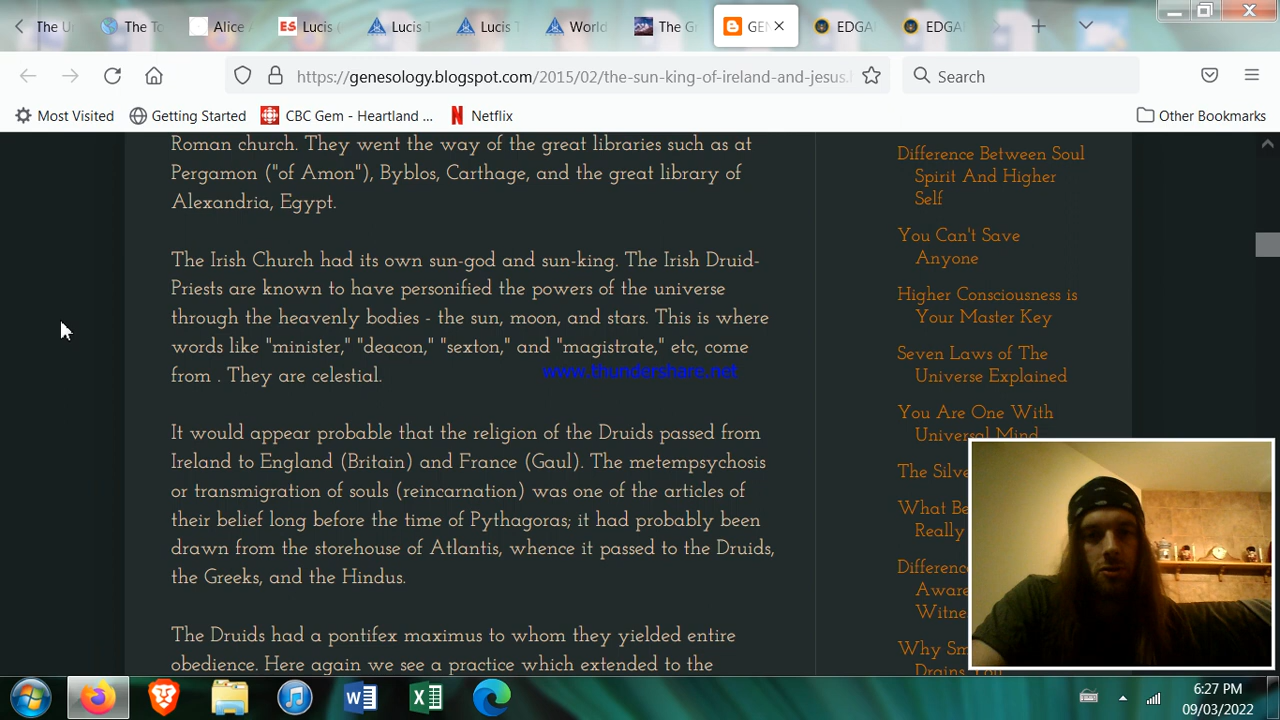 The Ur
The To
Alice A
ES Lucis (
Lucis T
Lucis T
World
The Gr
GEN
EDGA
EDGA
https://genesology.blogspot.com/2015/02/the-sun-king-of-ireland-and-jesus.
Search
Most Visited
Getting Started
CBC Gem - Heartland ...
Netflix
Other Bookmarks
Roman church. They went the way of the great libraries such as at
Pergamon ("of Amon"), Byblos, Carthage, and the great library of
Alexandria, Egypt.
The Irish Church had its own sun-god and sun-king. The Irish Druid-
Priests are known to have personified the powers of the universe
through the heavenly bodies - the sun, moon, and stars. This is where
words like "minister," "deacon," "sexton," and "magistrate," etc, come
from . They are celestial.
www.thundershare.net
It would appear probable that the religion of the Druids passed from
Ireland to England (Britain) and France (Gaul). The metempsychosis
or transmigration of souls (reincarnation) was one of the articles of
their belief long before the time of Pythagoras; it had probably been
drawn from the storehouse of Atlantis, whence it passed to the Druids,
the Greeks, and the Hindus.
The Druids had a pontifex maximus to whom they yielded entire
obedience. Here again we see a practice which extended to the
Difference Between Soul
Spirit And Higher
Self
You Can't Save
Anyone
Higher Consciousness is
Your Master Key
Seven Laws of The
Universe Explained
You Are One With
Universal Mind
The Silve
What Be
Really
Differenc
Aware
Witne
Why Sm
Drains You
6:27 PM
09/03/2022